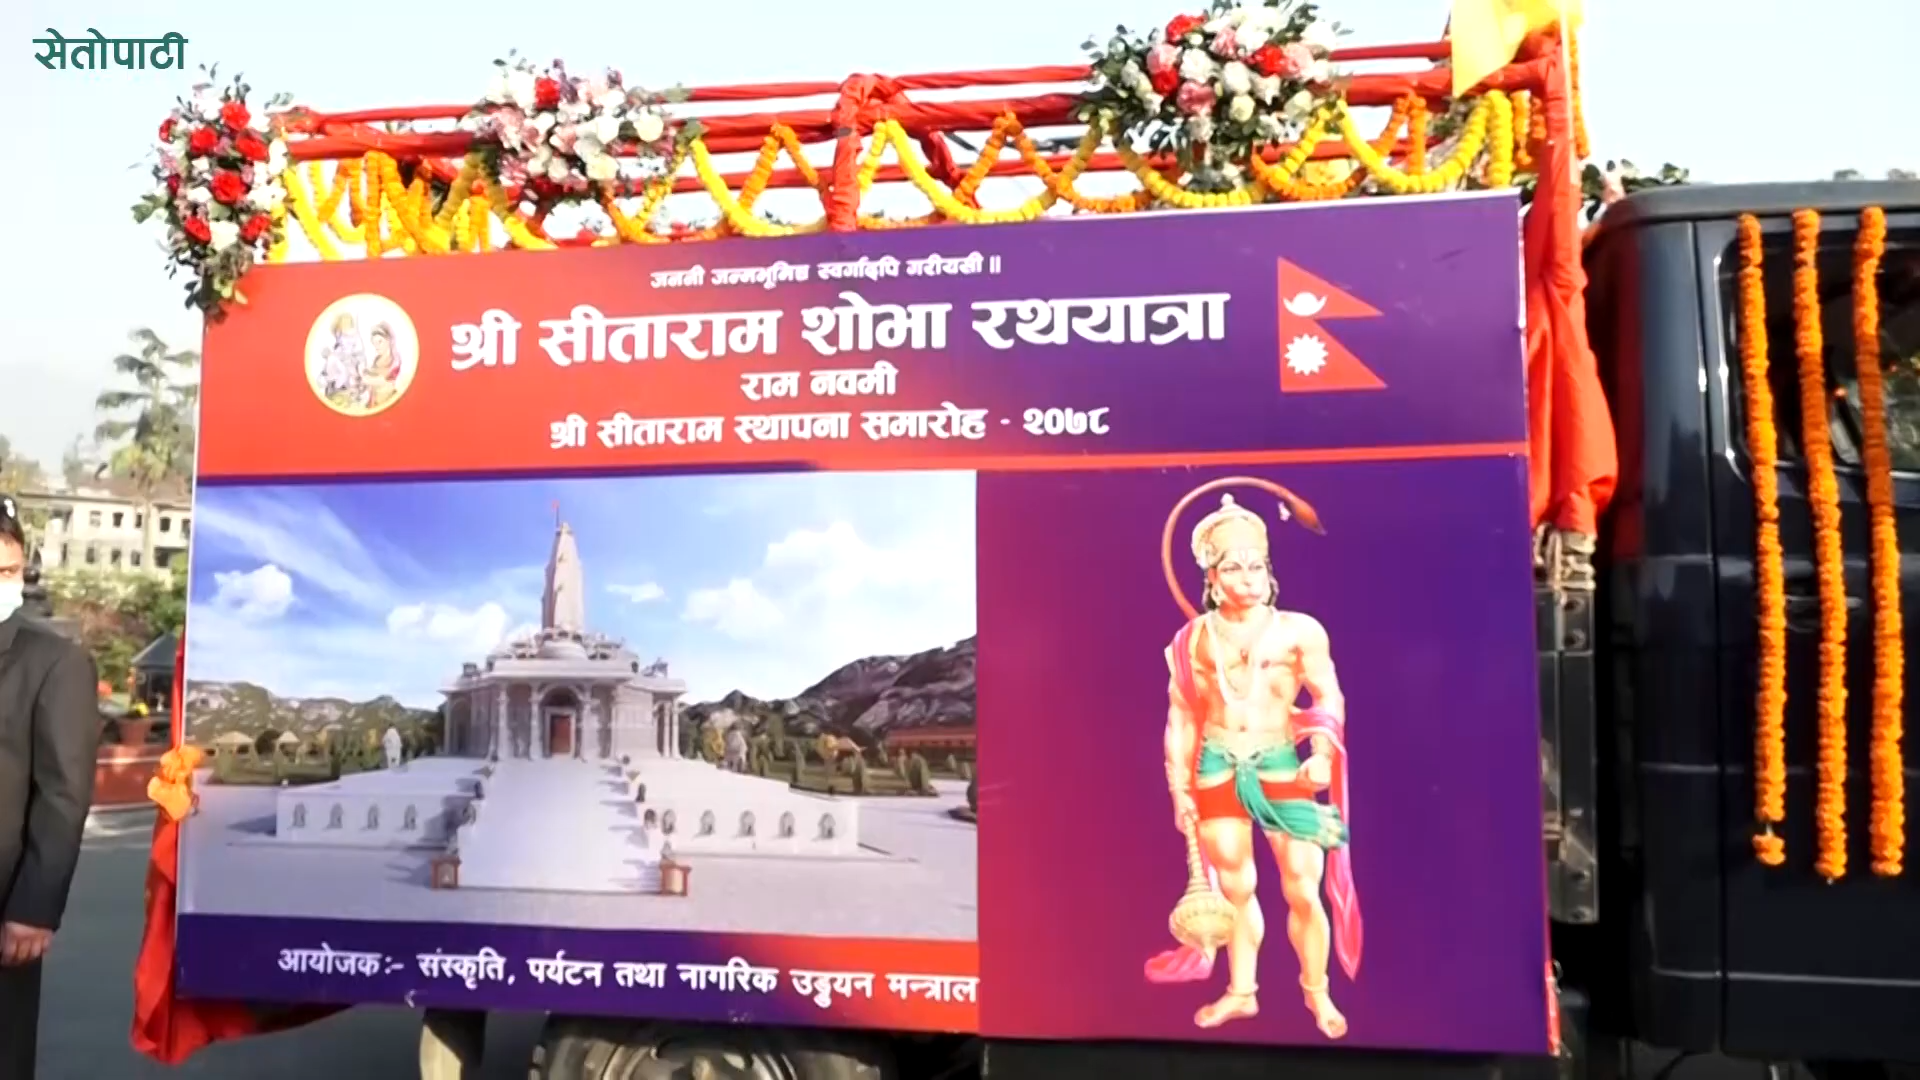 सेतोपाटी
जननी जन्मभूमिश्च स्वर्गादपि गरीयसी ॥
श्री सीताराम शोभा रथयात्रा
राम नवमी
श्री सीताराम स्थापना समारोह - २०७८
आयोजकः- संस्कृति, पर्यटन तथा नागरिक उड्डयन मन्त्राल